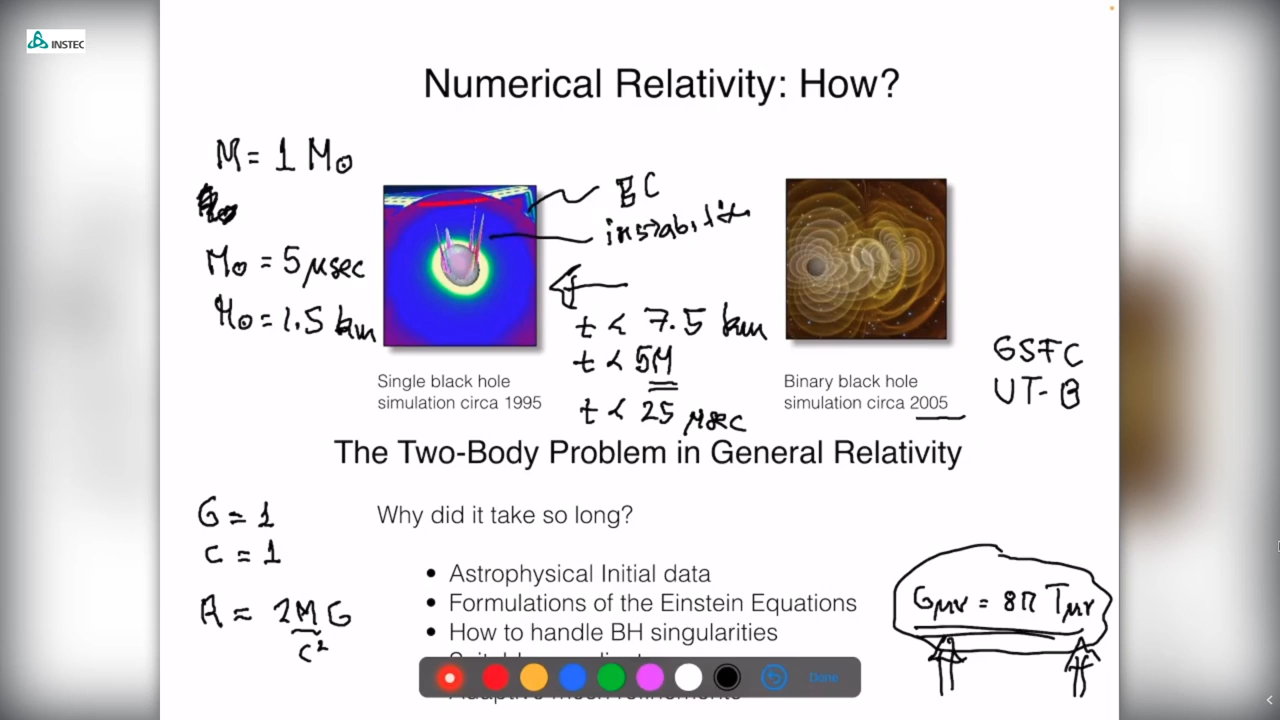 INSTEC
Numerical Relativity: How?
M = 1 M⊙
M⊙ = 5 μsec
M⊙ = 1.5 km
BC
t < 7.5 km
t < 5M
t < 25 μsec
Single black hole
simulation circa 1995
Binary black hole
simulation circa 2005
GSFC
UT-B
The Two-Body Problem in General Relativity
G = 1
C = 1
R = 2MG
c²
Why did it take so long?
• Astrophysical Initial data
• Formulations of the Einstein Equations
• How to handle BH singularities
Gμν = 8π Tμν
Done